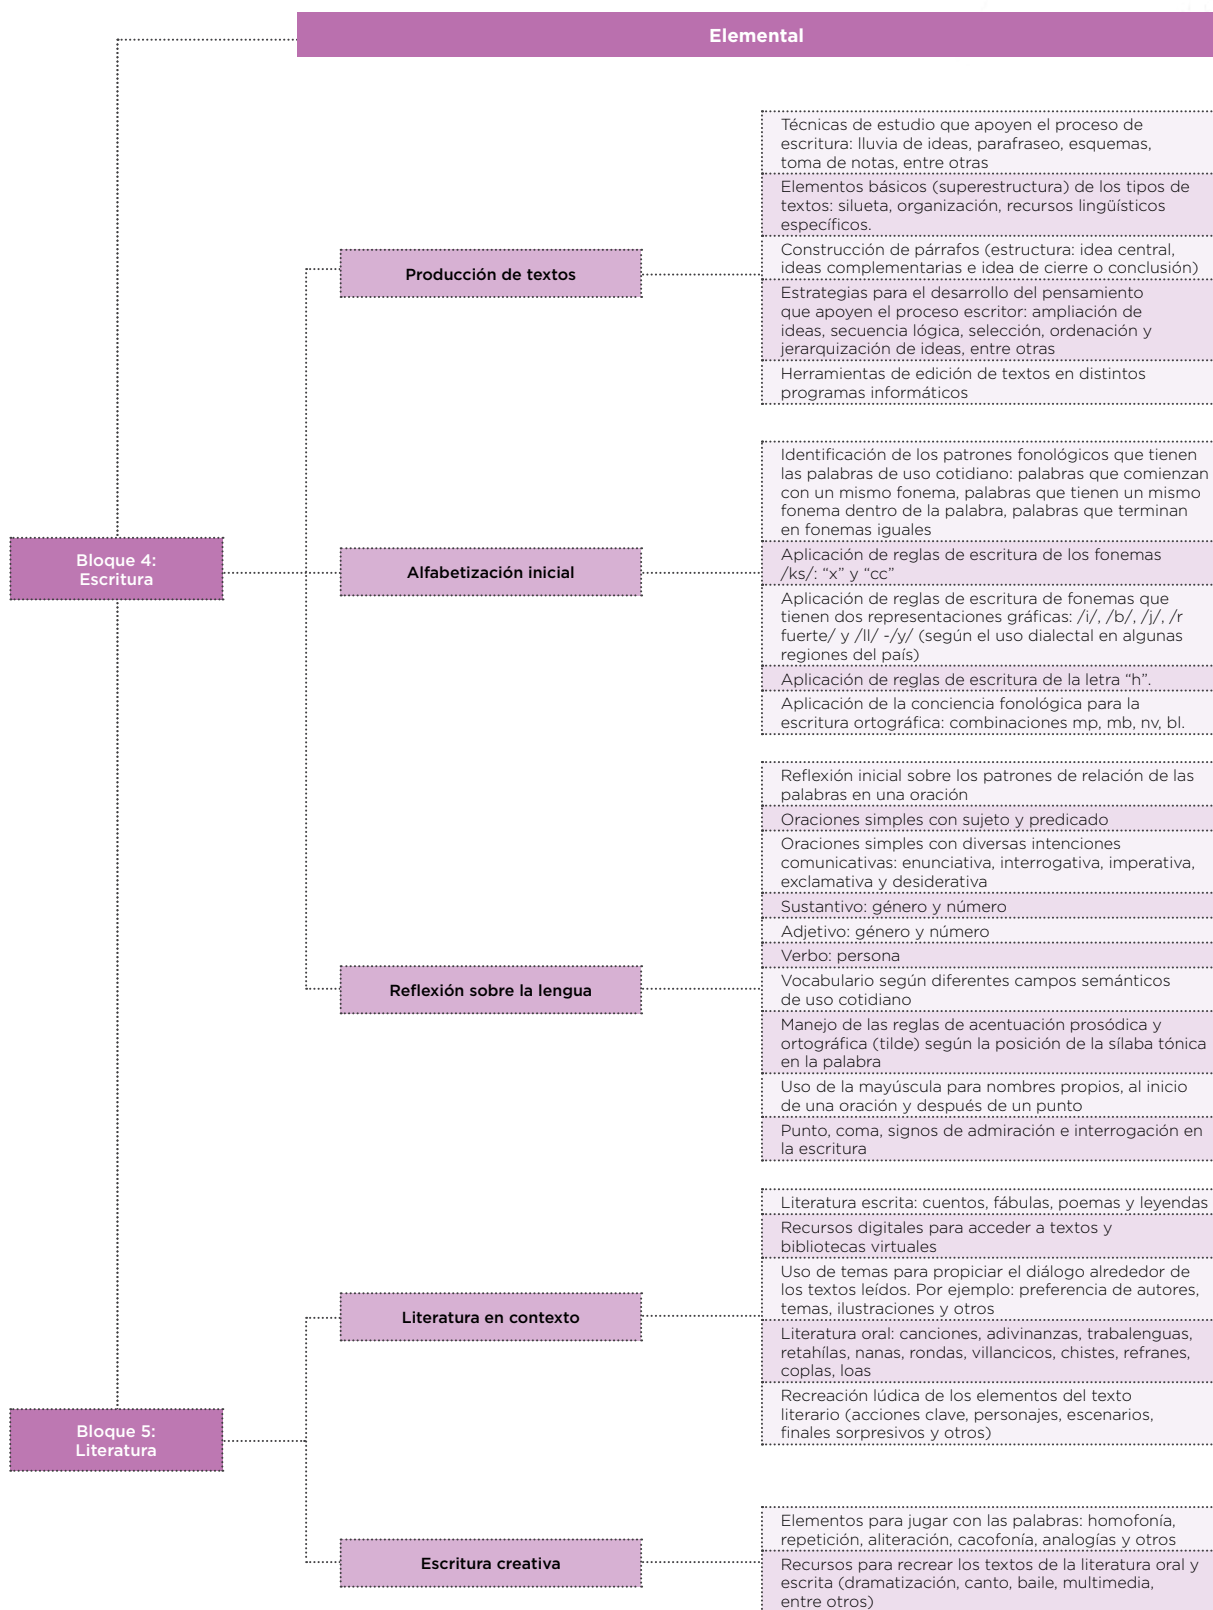 Elemental
Bloque 4:
Escritura
Producción de textos
Técnicas de estudio que apoyen el proceso de
escritura: lluvia de ideas, parafraseo, esquemas,
toma de notas, entre otras
Elementos básicos (superestructura) de los tipos de
textos: silueta, organización, recursos lingüísticos
específicos.
Construcción de párrafos (estructura: idea central,
ideas complementarias e idea de cierre o conclusión)
Estrategias para el desarrollo del pensamiento
que apoyen el proceso escritor: ampliación de
ideas, secuencia lógica, selección, ordenación y
jerarquización de ideas, entre otras
Herramientas de edición de textos en distintos
programas informáticos
Alfabetización inicial
Identificación de los patrones fonológicos que tienen
las palabras de uso cotidiano: palabras que comienzan
con un mismo fonema, palabras que tienen un mismo
fonema dentro de la palabra, palabras que terminan
en fonemas iguales
Aplicación de reglas de escritura de los fonemas
/ks/: “x” y “cc”
Aplicación de reglas de escritura de fonemas que
tienen dos representaciones gráficas: /i/, /b/, /j/, /r
fuerte/ y /ll/ -/y/ (según el uso dialectal en algunas
regiones del país)
Aplicación de reglas de escritura de la letra “h”.
Aplicación de la conciencia fonológica para la
escritura ortográfica: combinaciones mp, mb, nv, bl.
Reflexión sobre la lengua
Reflexión inicial sobre los patrones de relación de las
palabras en una oración
Oraciones simples con sujeto y predicado
Oraciones simples con diversas intenciones
comunicativas: enunciativa, interrogativa, imperativa,
exclamativa y desiderativa
Sustantivo: género y número
Adjetivo: género y número
Verbo: persona
Vocabulario según diferentes campos semánticos
de uso cotidiano
Manejo de las reglas de acentuación prosódica y
ortográfica (tilde) según la posición de la sílaba tónica
en la palabra
Uso de la mayúscula para nombres propios, al inicio
de una oración y después de un punto
Punto, coma, signos de admiración e interrogación en
la escritura
Bloque 5:
Literatura
Literatura en contexto
Literatura escrita: cuentos, fábulas, poemas y leyendas
Recursos digitales para acceder a textos y
bibliotecas virtuales
Uso de temas para propiciar el diálogo alrededor de
los textos leídos. Por ejemplo: preferencia de autores,
temas, ilustraciones y otros
Literatura oral: canciones, adivinanzas, trabalenguas,
retahílas, nanas, rondas, villancicos, chistes, refranes,
coplas, loas
Recreación lúdica de los elementos del texto
literario (acciones clave, personajes, escenarios,
finales sorpresivos y otros)
Escritura creativa
Elementos para jugar con las palabras: homofonía,
repetición, aliteración, cacofonía, analogías y otros
Recursos para recrear los textos de la literatura oral y
escrita (dramatización, canto, baile, multimedia,
entre otros)